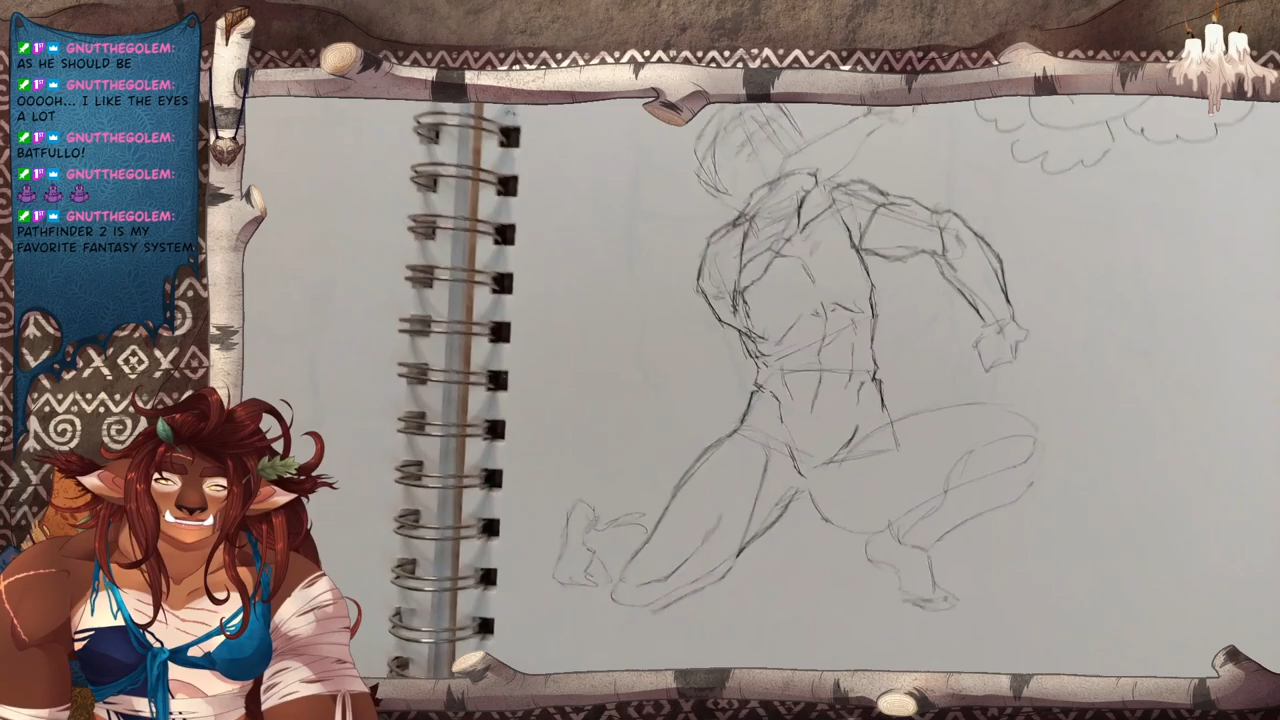 GNUTTHEGOLEM:
AS HE SHOULD BE
GNUTTHEGOLEM:
OOOOH... I LIKE THE EYES
A LOT
GNUTTHEGOLEM:
BATFULLO!
GNUTTHEGOLEM:
GNUTTHEGOLEM:
PATHFINDER 2 IS MY
FAVORITE FANTASY SYSTEM